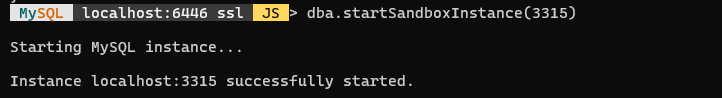 MySQL localhost:6446 ssl JS > dba.startSandboxInstance(3315)
Starting MySQL instance...
Instance localhost:3315 successfully started.